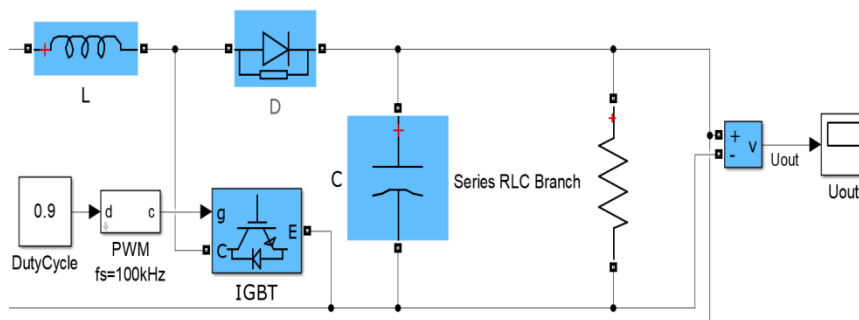 L
D
C
Series RLC Branch
+
-
v
Uout
Uout
0.9
DutyCycle
d
c
PWM
fs=100kHz
g
C
E
IGBT